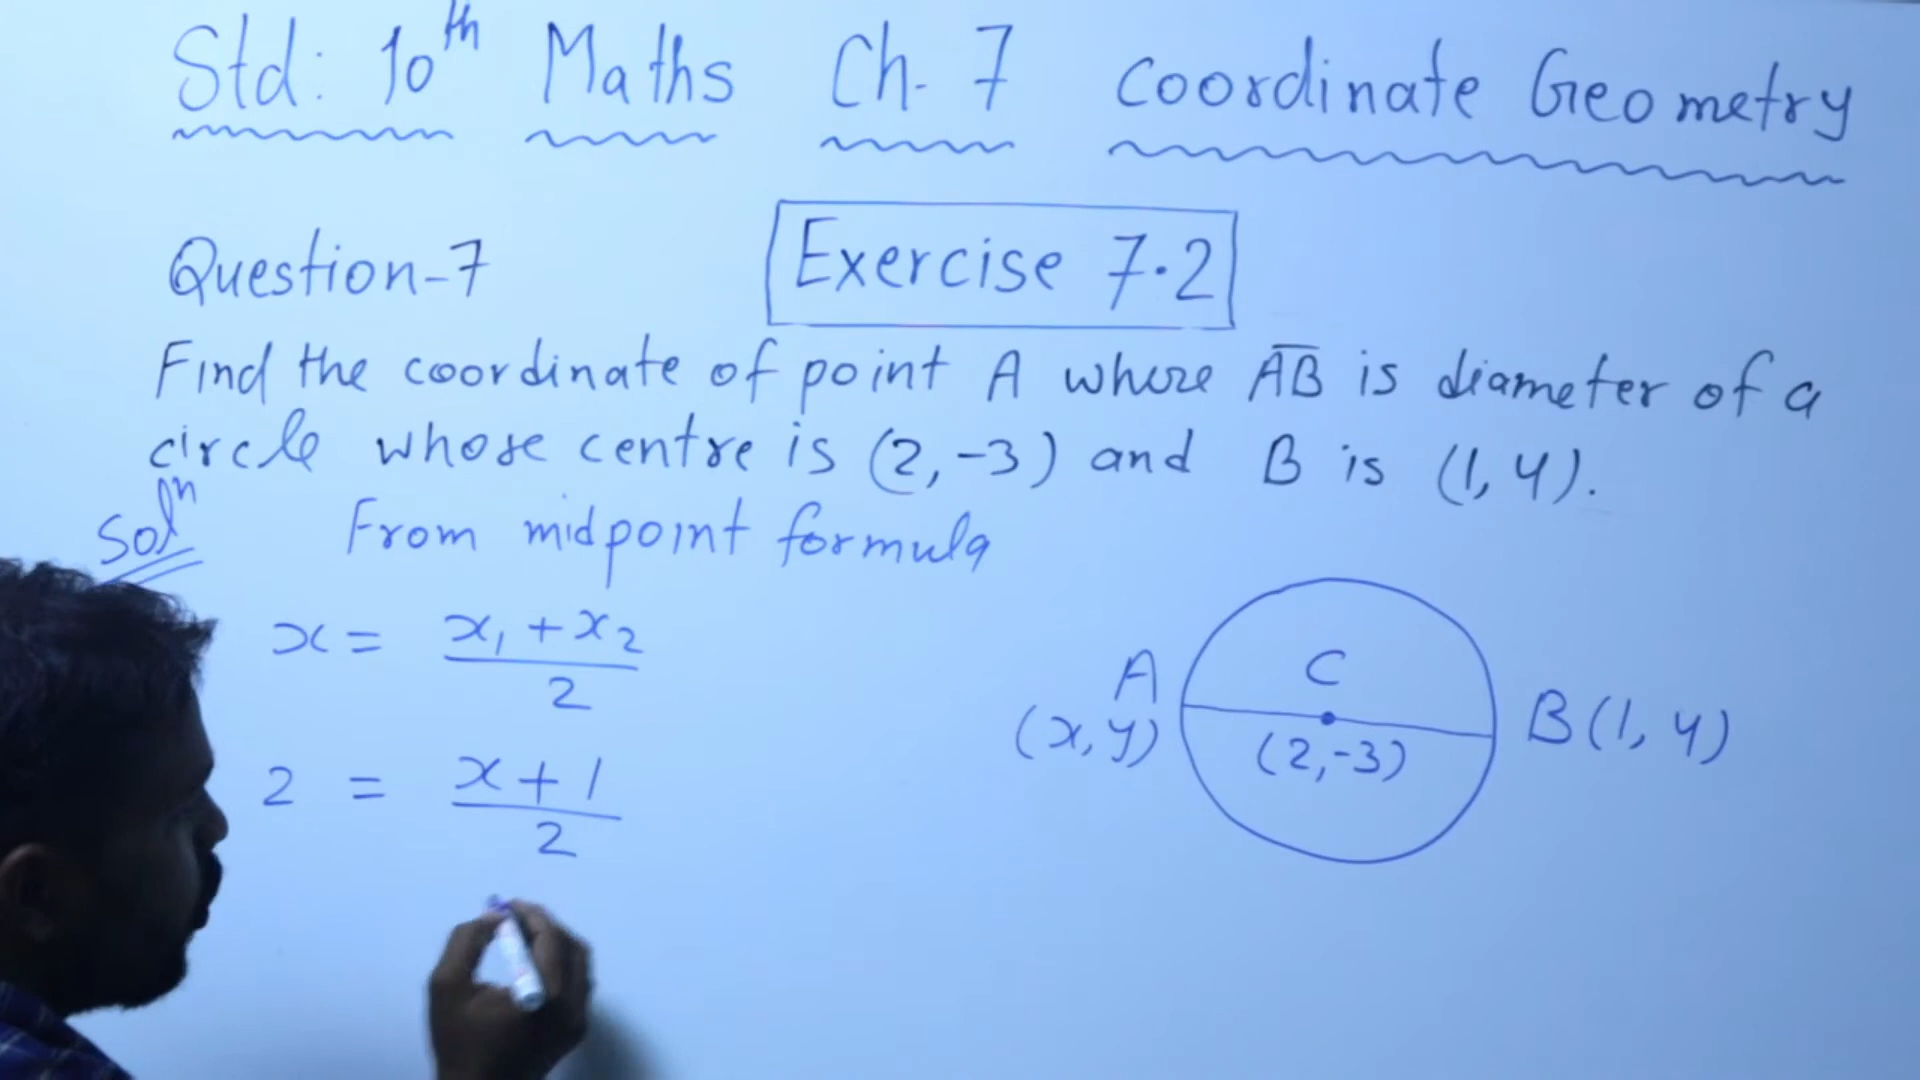 Std: 10th Maths Ch-7 Coordinate Geometry
Question-7 Exercise 7.2
Find the coordinate of point A where A̅B̅ is diameter of a
circle whose centre is (2,-3) and B is (1,4).
Solⁿ From midpoint formula
x = x₁+x₂
2
2 = x+1
2
A
(x,y)
C
(2,-3)
B(1,4)